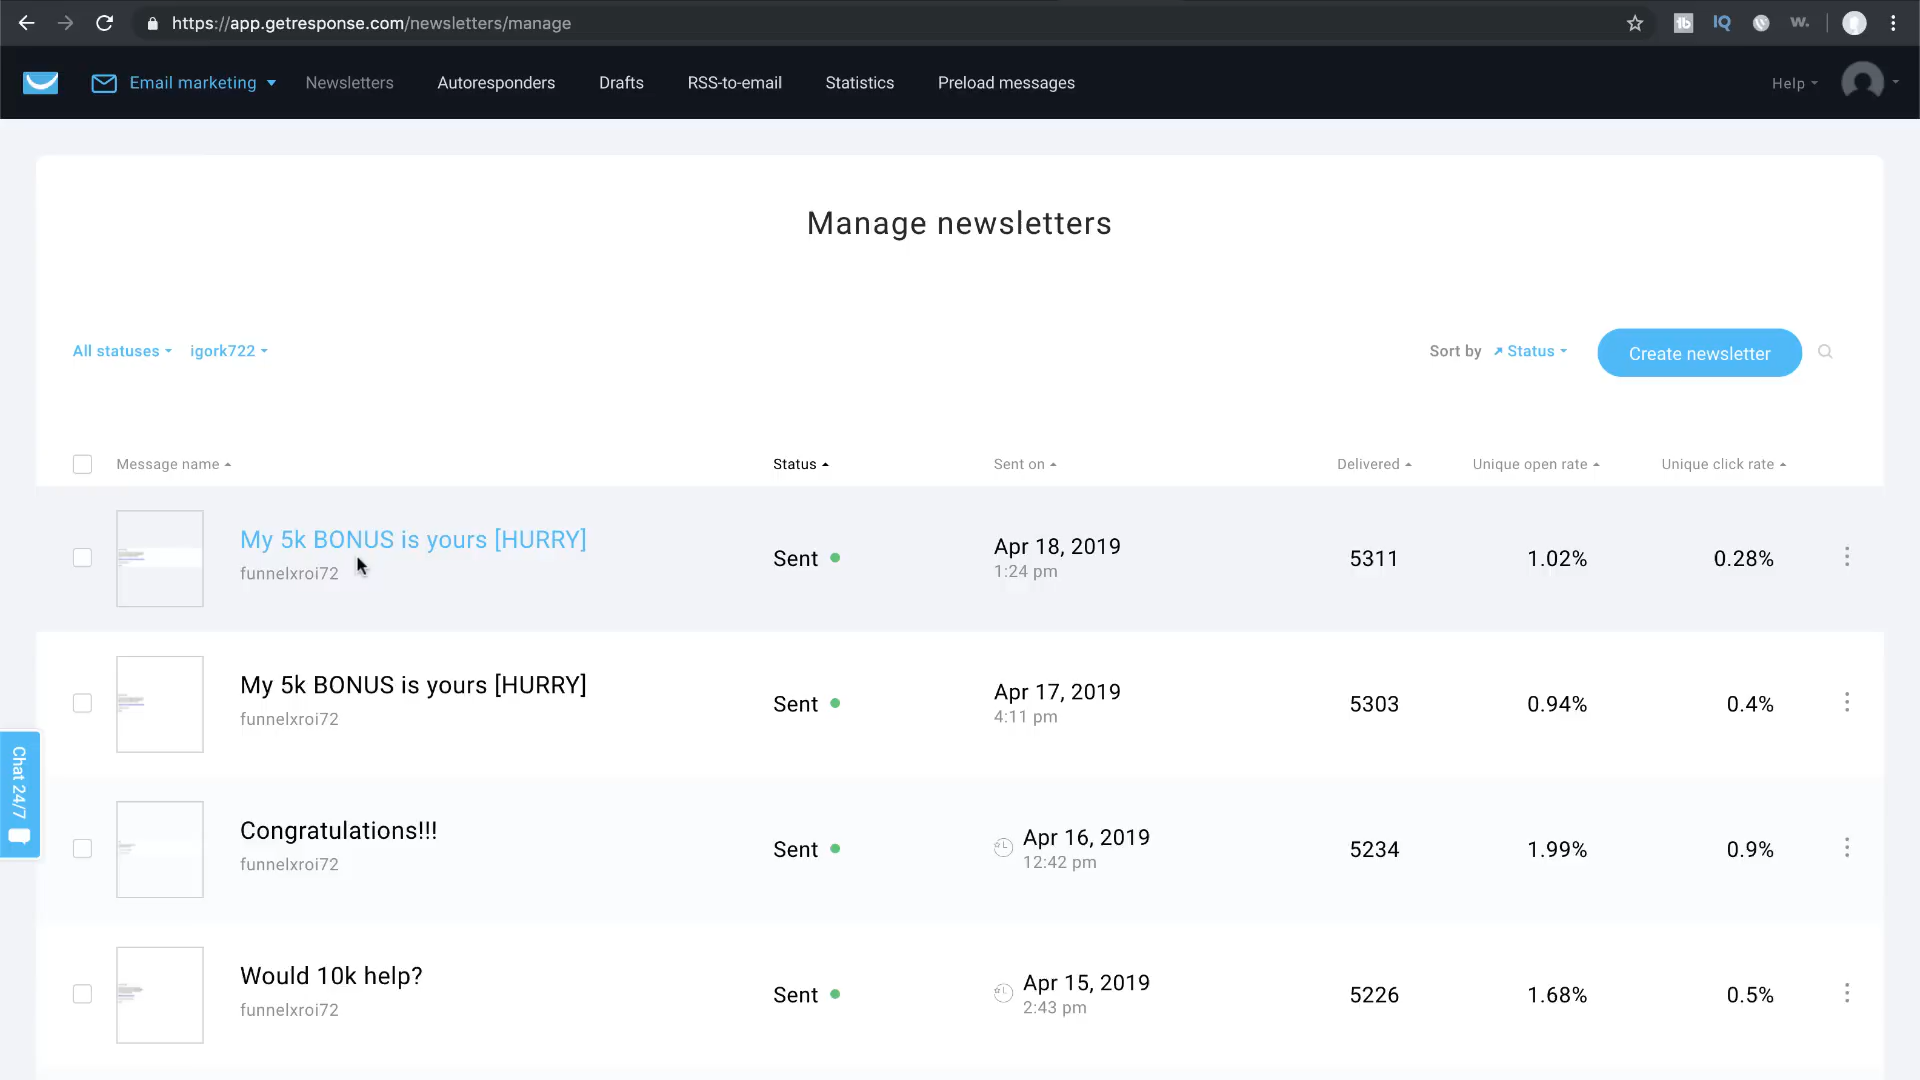 https://app.getresponse.com/newsletters/manage
Email marketing
Newsletters
Autoresponders
Drafts
RSS-to-email
Statistics
Preload messages
Help
Manage newsletters
All statuses
igork722
Sort by
Status
Create newsletter
Message name
Status
Sent on
Delivered
Unique open rate
Unique click rate
My 5k BONUS is yours [HURRY]
funnelxroi72
Sent
Apr 18, 2019
1:24 pm
5311
1.02%
0.28%
My 5k BONUS is yours [HURRY]
funnelxroi72
Sent
Apr 17, 2019
4:11 pm
5303
0.94%
0.4%
Chat 24/7
Congratulations!!!
funnelxroi72
Sent
Apr 16, 2019
12:42 pm
5234
1.99%
0.9%
Would 10k help?
funnelxroi72
Sent
Apr 15, 2019
2:43 pm
5226
1.68%
0.5%
tb
IQ
w.